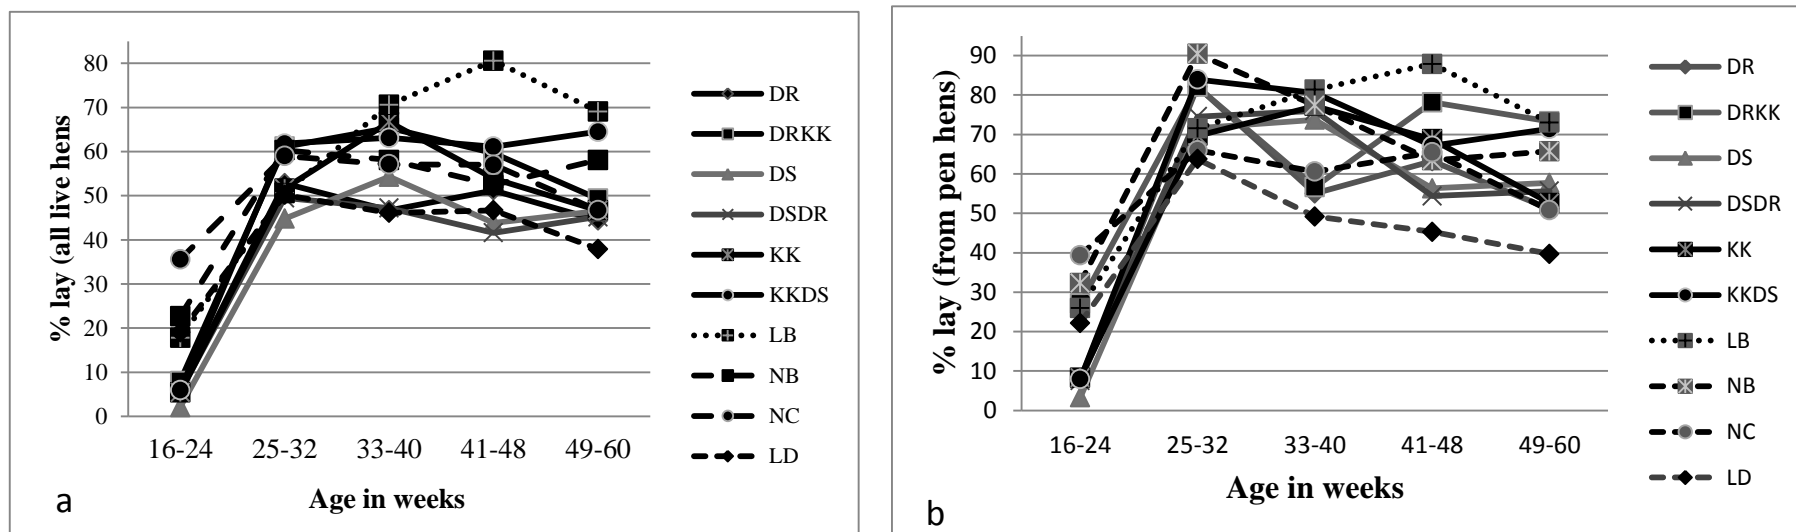 % lay (all live hens)
80
70
60
50
40
30
20
10
0
16-24 25-32 33-40 41-48 49-60
Age in weeks
a
DR
DRKK
DS
DSDR
KK
KKDS
LB
NB
NC
LD
% lay (from pen hens)
90
80
70
60
50
40
30
20
10
0
16-24 25-32 33-40 41-48 49-60
Age in weeks
b
DR
DRKK
DS
DSDR
KK
KKDS
LB
NB
NC
LD